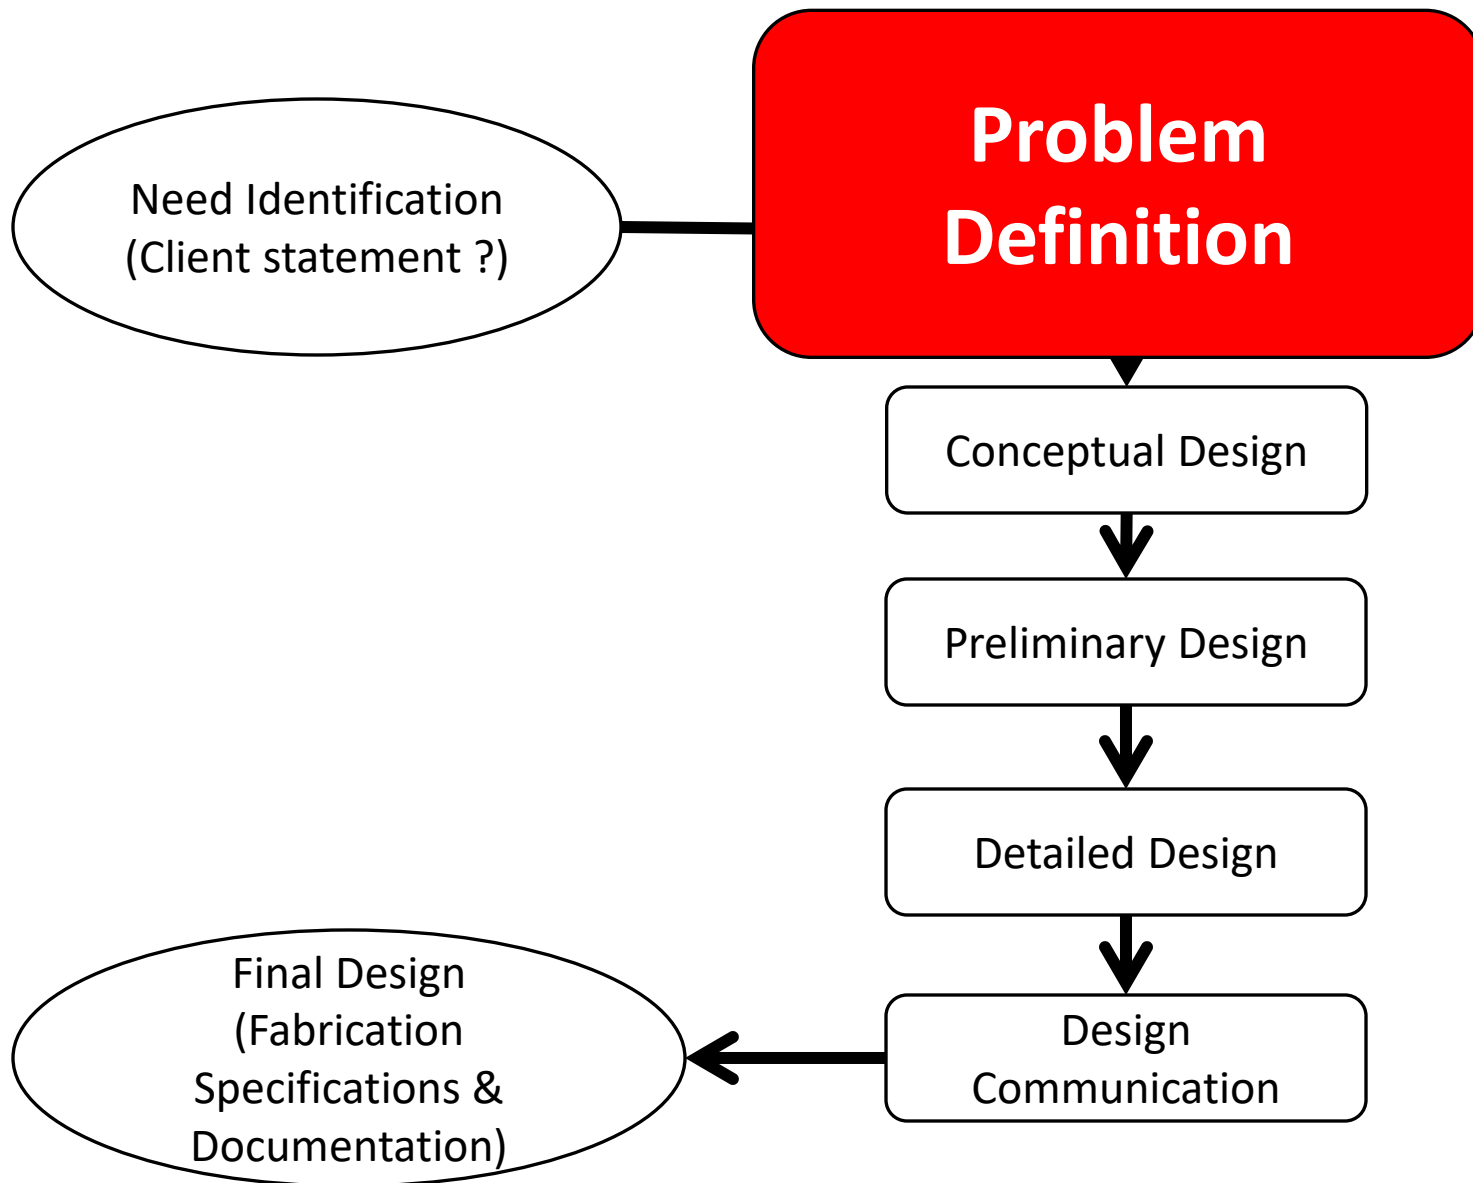 Need Identification
(Client statement ?)
Problem
Definition
Conceptual Design
Preliminary Design
Detailed Design
Design
Communication
Final Design
(Fabrication
Specifications &
Documentation)